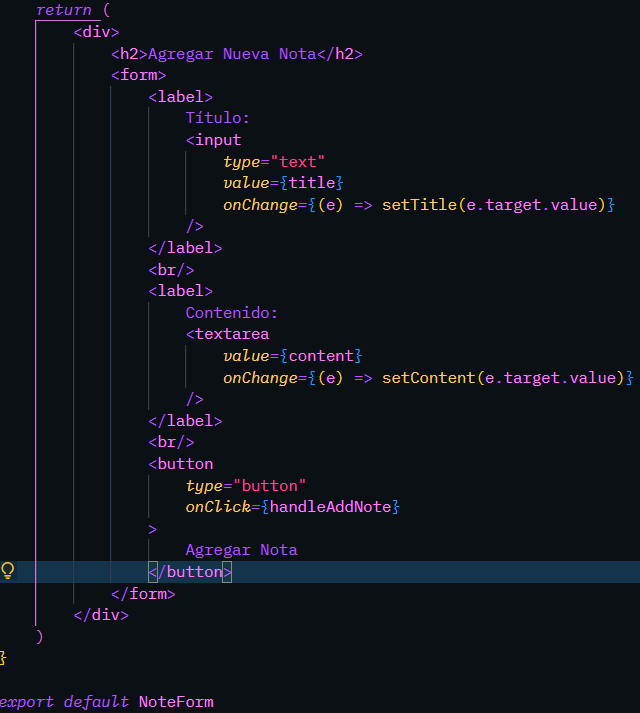 return (
<div>
<h2>Agregar Nueva Nota</h2>
<form>
<label>
Título:
<input
type="text"
value={title}
onChange={(e) => setTitle(e.target.value)}
/>
</label>
<br/>
<label>
Contenido:
<textarea
value={content}
onChange={(e) => setContent(e.target.value)}
/>
</label>
<br/>
<button
type="button"
onClick={handleAddNote}
>
Agregar Nota
</button>
</form>
</div>
)
}
export default NoteForm